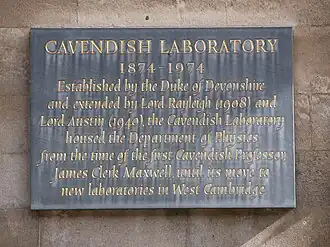 CAVENDISH LABORATORY
1874-1974
Established by the Duke of Devonshire
and extended by Lord Rayleigh (1908) and
Lord Austin (1940), the Cavendish Laboratory
housed the Department of Physics
from the time of the first Cavendish Professor,
James Clerk Maxwell, until its move to
new laboratories in West Cambridge